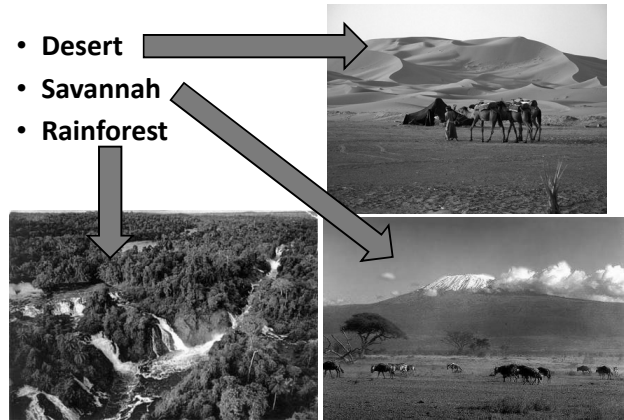 • Desert
• Savannah
• Rainforest